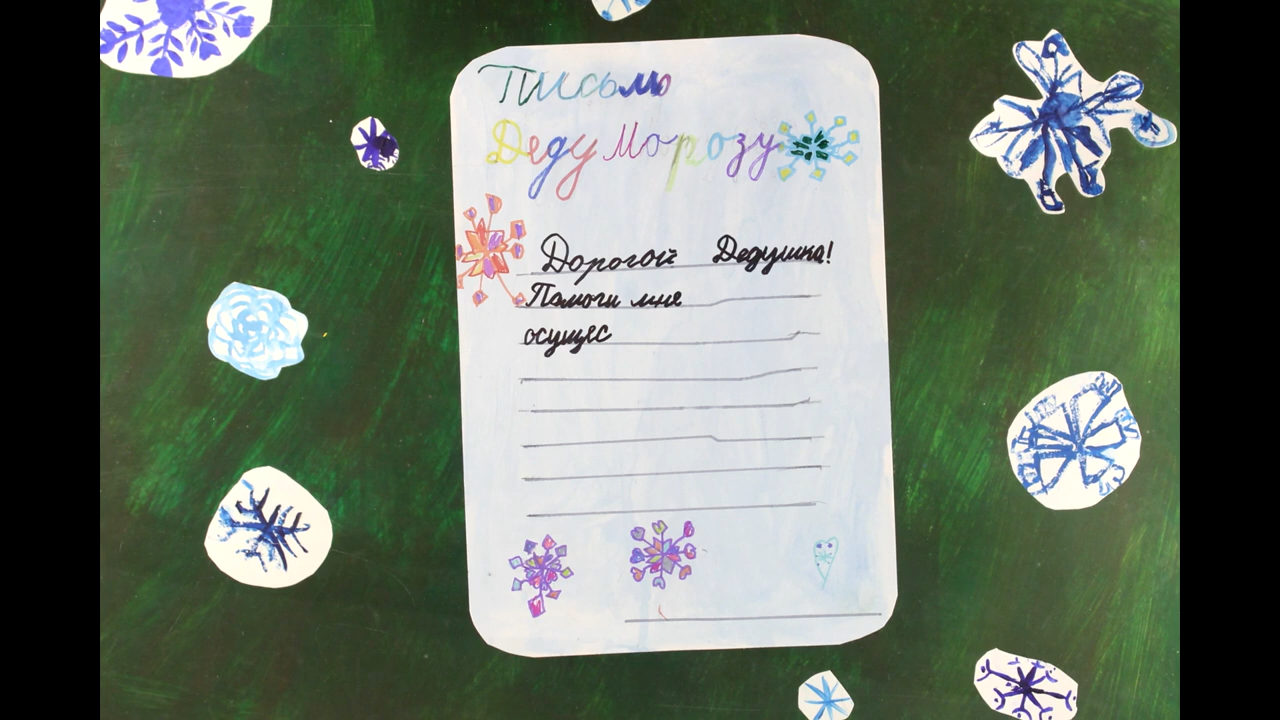 Письмо
Деду Морозу
Дорогой Дедушка!
Помоги мне
осущес